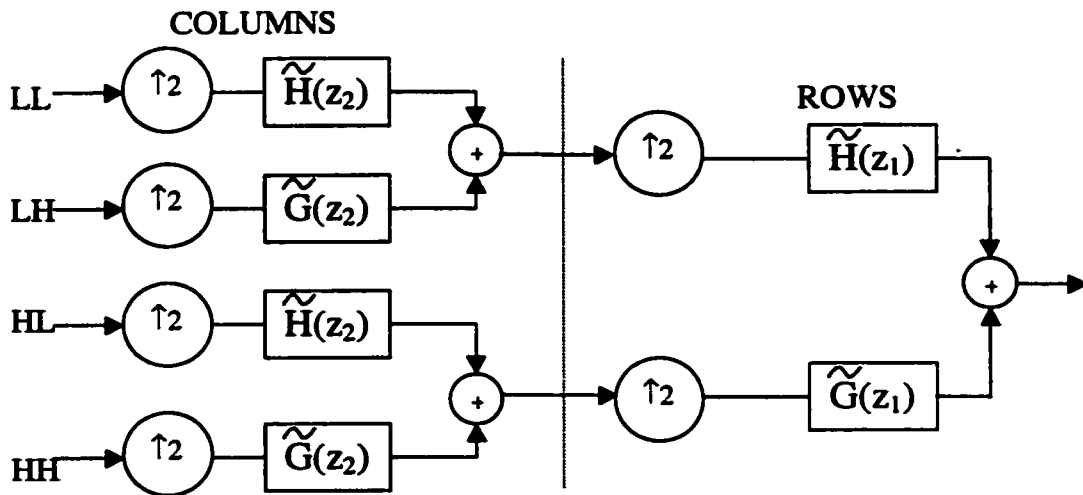 COLUMNS
LL ↑2 H̃(z₂)
+ ↑2 H̃(z₁)
ROWS
LH ↑2 G̃(z₂)
+
HL ↑2 H̃(z₂)
+ ↑2 G̃(z₁)
HH ↑2 G̃(z₂)